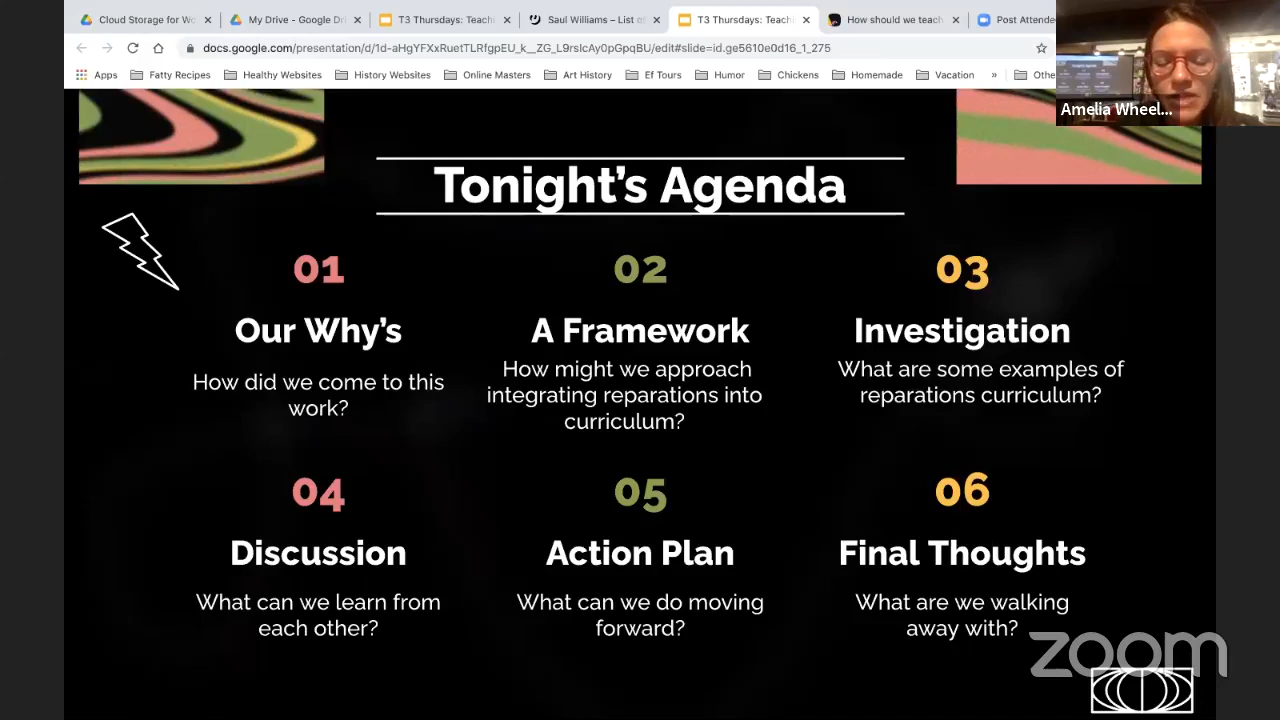 Cloud Storage for Wo
My Drive - Google Dri
T3 Thursdays: Teachi
Saul Williams – List o
T3 Thursdays: Teachi
How should we teach
Post Attende
docs.google.com/presentation/d/1d-aHgYFXxRuetTLRfgpEU_k__ZG_L9rsIcAy0pGpqBU/edit#slide=id.ge5610e0d16_1_275
Apps
Fatty Recipes
Healthy Websites
History Websites
Online Masters
Art History
Ef Tours
Humor
Chickens
Homemade
Vacation
»
Othe
Amelia Wheel...
Tonight's Agenda
01
02
03
Our Why's
A Framework
Investigation
How did we come to this
work?
How might we approach
integrating reparations into
curriculum?
What are some examples of
reparations curriculum?
04
05
06
Discussion
Action Plan
Final Thoughts
What can we learn from
each other?
What can we do moving
forward?
What are we walking
away with?
zoom